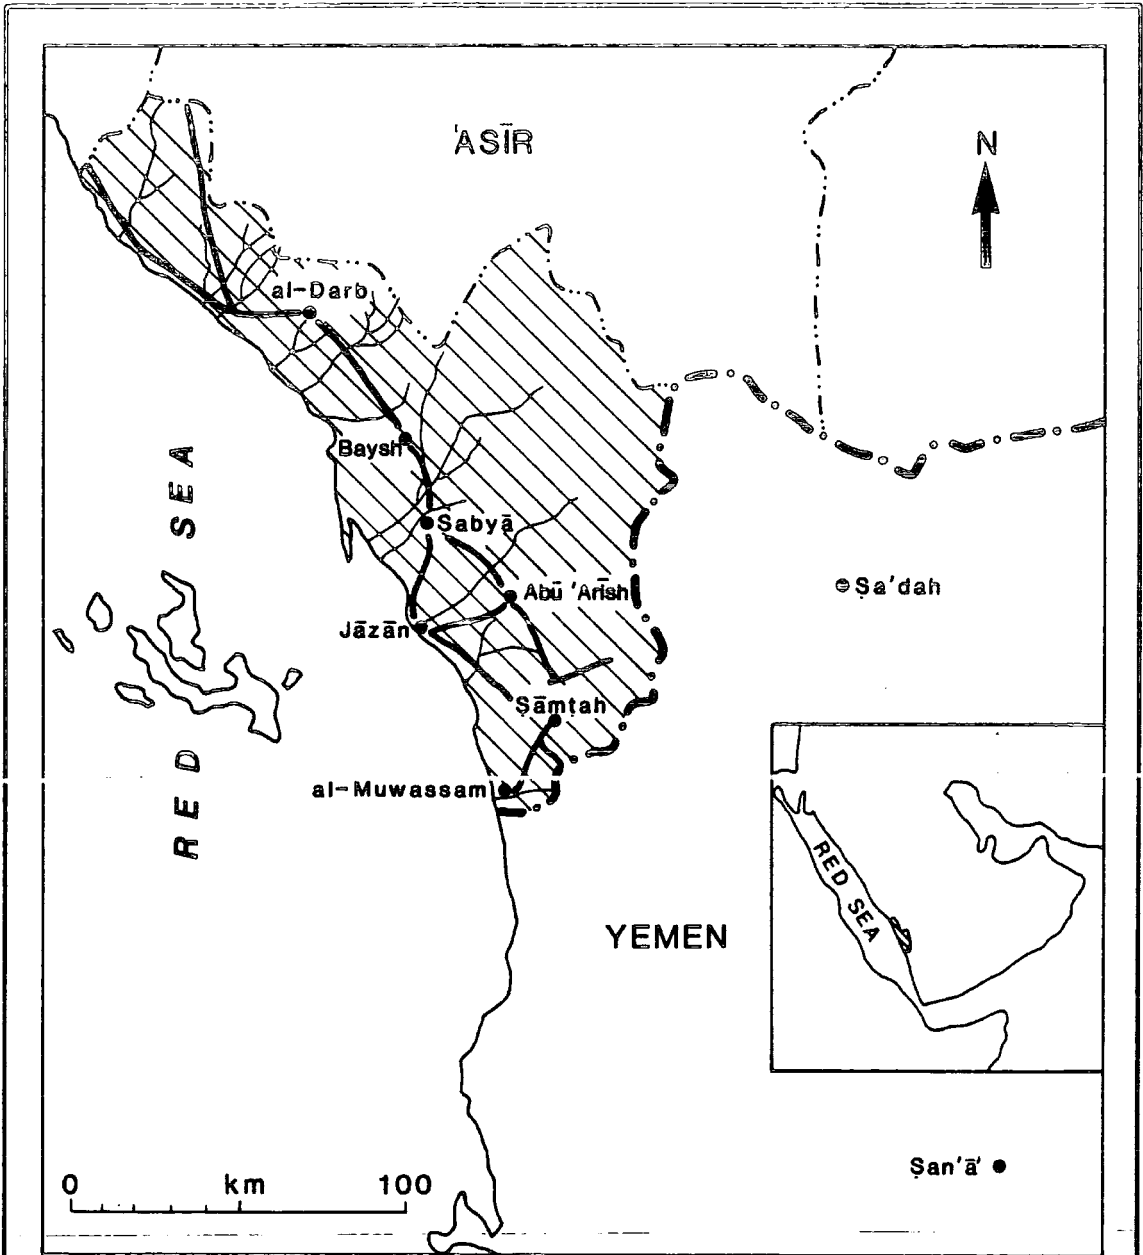 'ASĪR
N
al-Darb
Baysh
RED SEA
Sabyā
Abū 'Arīsh
Ṣa'dah
Jāzān
Ṣāmṭah
al-Muwassam
YEMEN
RED SEA
Ṣan'ā'
0 km 100